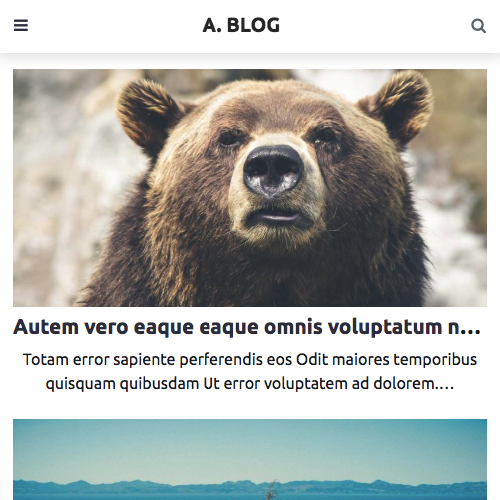 A. BLOG
Autem vero eaque eaque omnis voluptatum n…
Totam error sapiente perferendis eos Odit maiores temporibus
quisquam quibusdam Ut error voluptatem ad dolorem.…